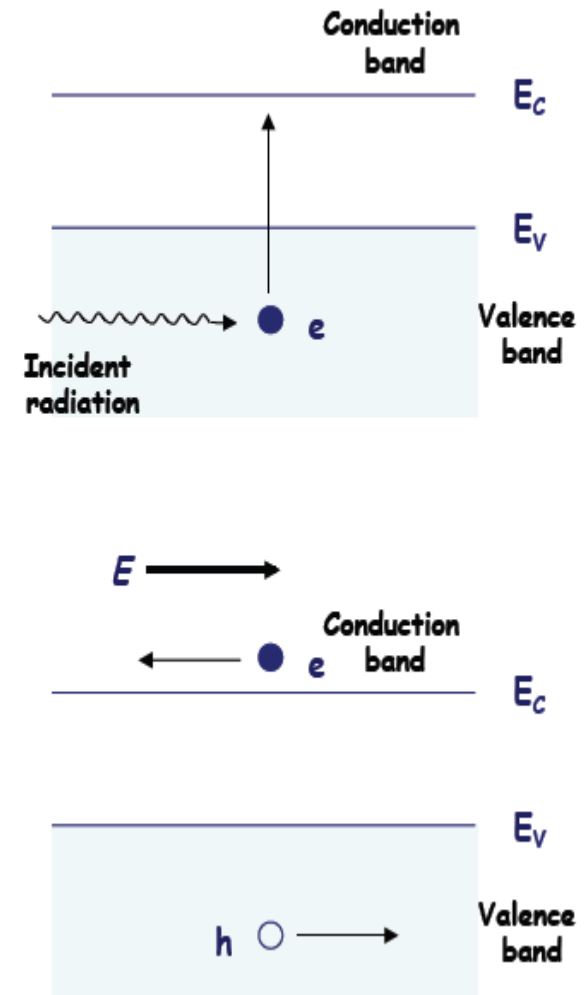 Conduction
band
E_C
E_V
e
Valence
band
Incident
radiation
E
Conduction
band
e
E_C
E_V
Valence
band
h